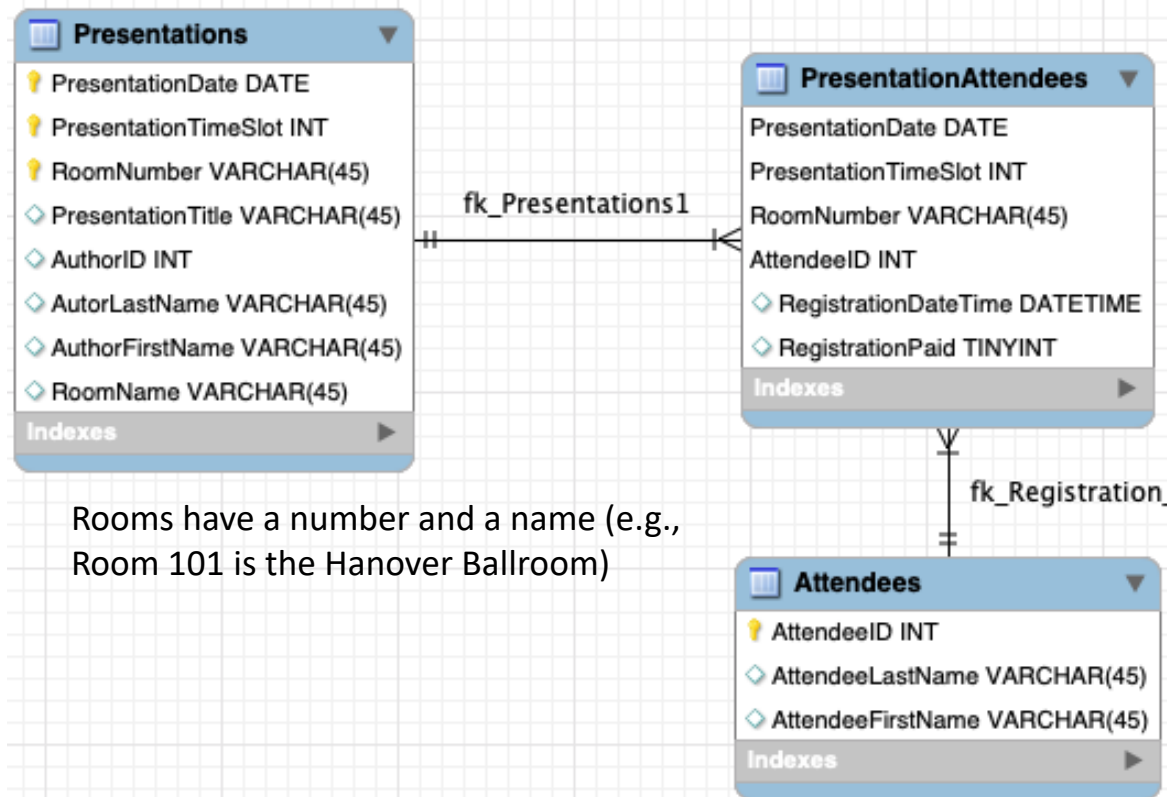 Presentations
PresentationDate DATE
PresentationTimeSlot INT
RoomNumber VARCHAR(45)
PresentationTitle VARCHAR(45)
AuthorID INT
AutorLastName VARCHAR(45)
AuthorFirstName VARCHAR(45)
RoomName VARCHAR(45)
Indexes
fk_Presentations1
PresentationAttendees
PresentationDate DATE
PresentationTimeSlot INT
RoomNumber VARCHAR(45)
AttendeeID INT
RegistrationDateTime DATETIME
RegistrationPaid TINYINT
Indexes
fk_Registration_
Rooms have a number and a name (e.g.,
Room 101 is the Hanover Ballroom)
Attendees
AttendeeID INT
AttendeeLastName VARCHAR(45)
AttendeeFirstName VARCHAR(45)
Indexes